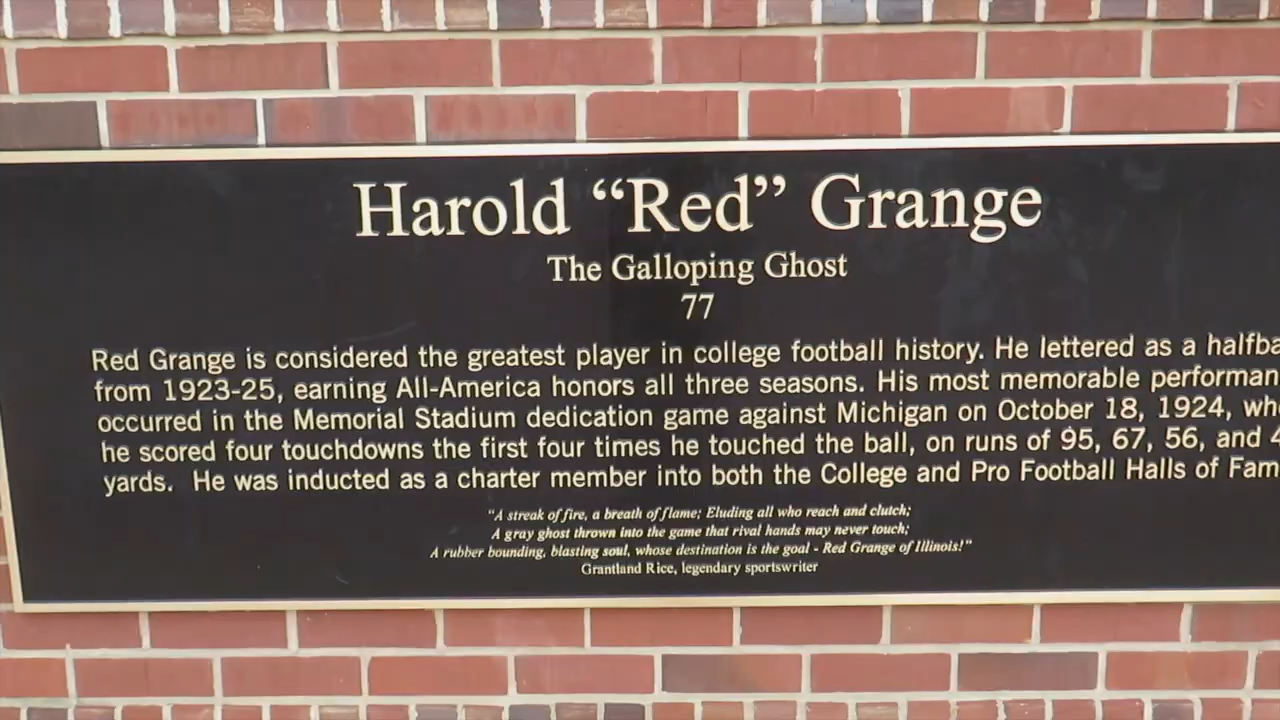 Harold “Red” Grange
The Galloping Ghost
77
Red Grange is considered the greatest player in college football history. He lettered as a halfba
from 1923-25, earning All-America honors all three seasons. His most memorable performan
occurred in the Memorial Stadium dedication game against Michigan on October 18, 1924, wh
he scored four touchdowns the first four times he touched the ball, on runs of 95, 67, 56, and 4
yards. He was inducted as a charter member into both the College and Pro Football Halls of Fam
"A streak of fire, a breath of flame; Eluding all who reach and clutch;
A gray ghost thrown into the game that rival hands may never touch;
A rubber bounding, blasting soul, whose destination is the goal - Red Grange of Illinois!"
Grantland Rice, legendary sportswriter